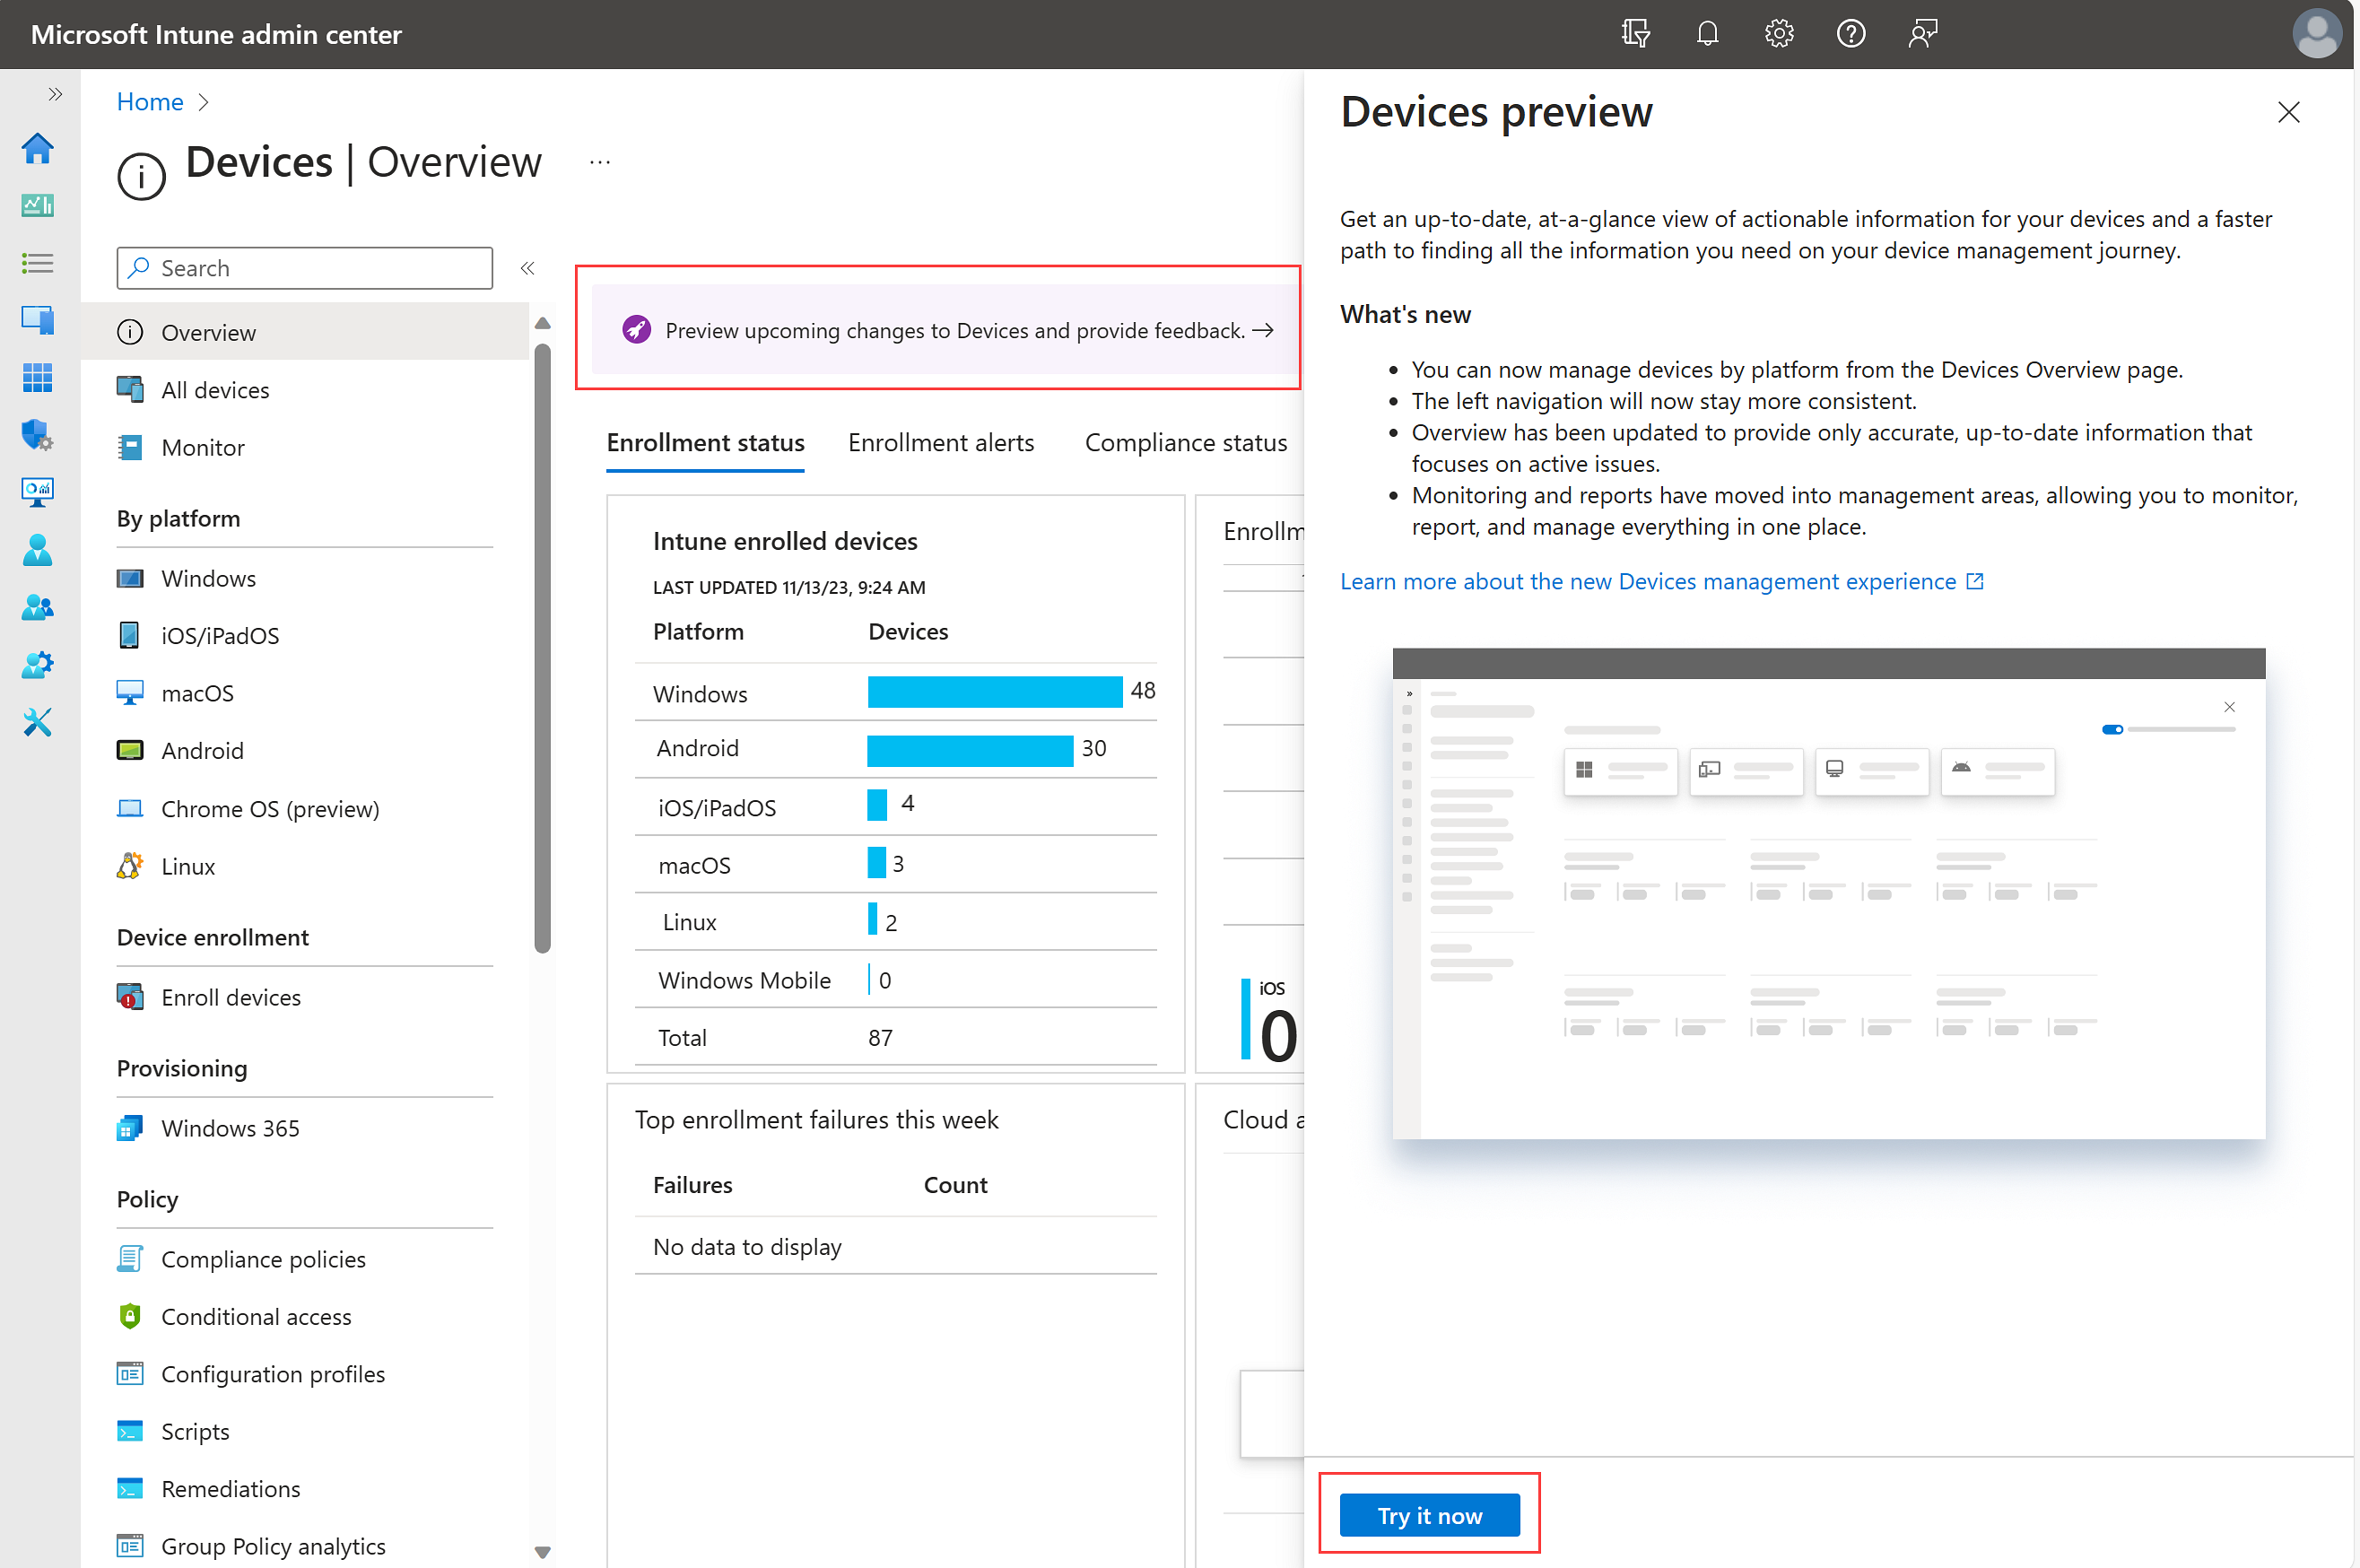 Microsoft Intune admin center
Home
Devices | Overview
...
Search
Overview
All devices
Monitor
By platform
Windows
iOS/iPadOS
macOS
Android
Chrome OS (preview)
Linux
Device enrollment
Enroll devices
Provisioning
Windows 365
Policy
Compliance policies
Conditional access
Configuration profiles
Scripts
Remediations
Group Policy analytics
Preview upcoming changes to Devices and provide feedback.
Enrollment status
Enrollment alerts
Compliance status
Intune enrolled devices
LAST UPDATED 11/13/23, 9:24 AM
Platform Devices
Windows 48
Android 30
iOS/iPadOS 4
macOS 3
Linux 2
Windows Mobile 0
Total 87
Top enrollment failures this week
Failures Count
No data to display
Enrollm
iOS
0
Cloud a
Devices preview
Get an up-to-date, at-a-glance view of actionable information for your devices and a faster
path to finding all the information you need on your device management journey.
What's new
• You can now manage devices by platform from the Devices Overview page.
• The left navigation will now stay more consistent.
• Overview has been updated to provide only accurate, up-to-date information that
focuses on active issues.
• Monitoring and reports have moved into management areas, allowing you to monitor,
report, and manage everything in one place.
Learn more about the new Devices management experience
Try it now